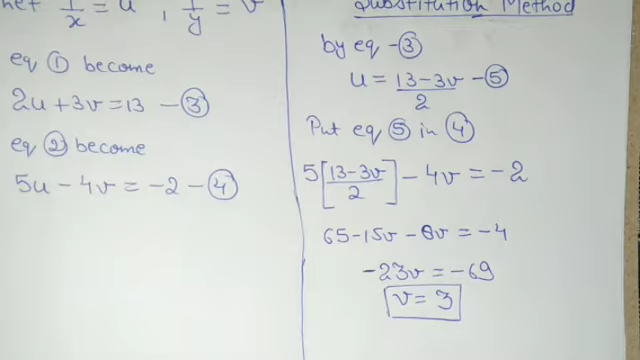 Let 1/x = u , 1/y = v
eq ① become
2u + 3v = 13 - ③
eq ② become
5u - 4v = -2 - ④
Substitution Method
by eq - ③
u = (13 - 3v)/2 - ⑤
Put eq ⑤ in ④
5[(13 - 3v)/2] - 4v = -2
65 - 15v - 8v = -4
-23v = -69
v = 3